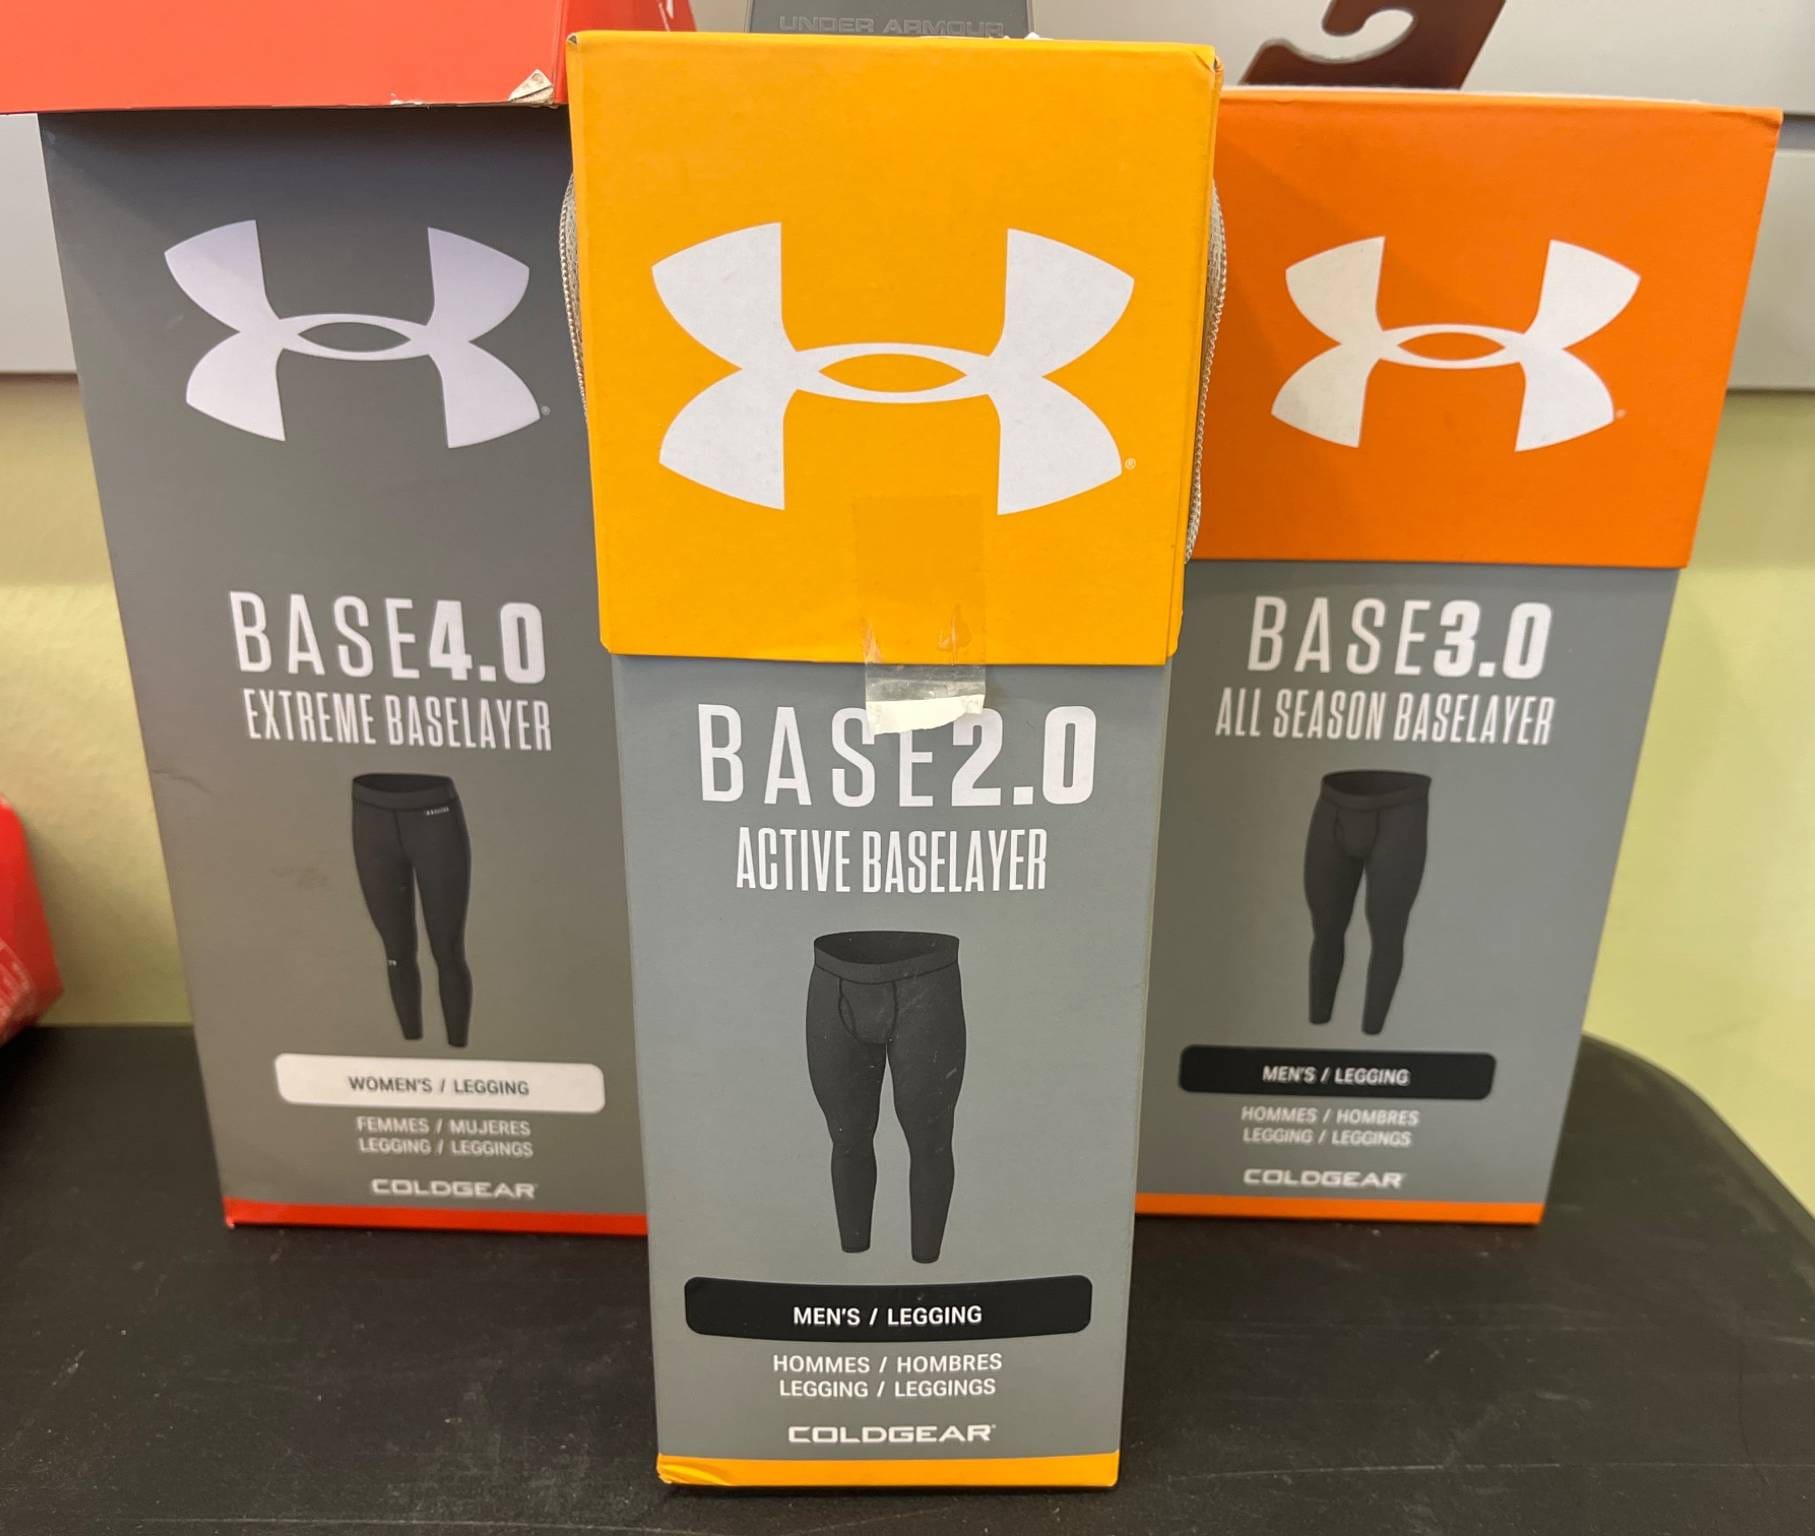 UNDER ARMOUR
BASE4.0
EXTREME BASELAYER
WOMEN'S / LEGGING
FEMMES / MUJERES
LEGGING / LEGGINGS
COLDGEAR
®
BASE2.0
ACTIVE BASELAYER
MEN'S / LEGGING
HOMMES / HOMBRES
LEGGING / LEGGINGS
COLDGEAR®
BASE3.0
ALL SEASON BASELAYER
MEN'S / LEGGING
HOMMES / HOMBRES
LEGGING / LEGGINGS
COLDGEAR